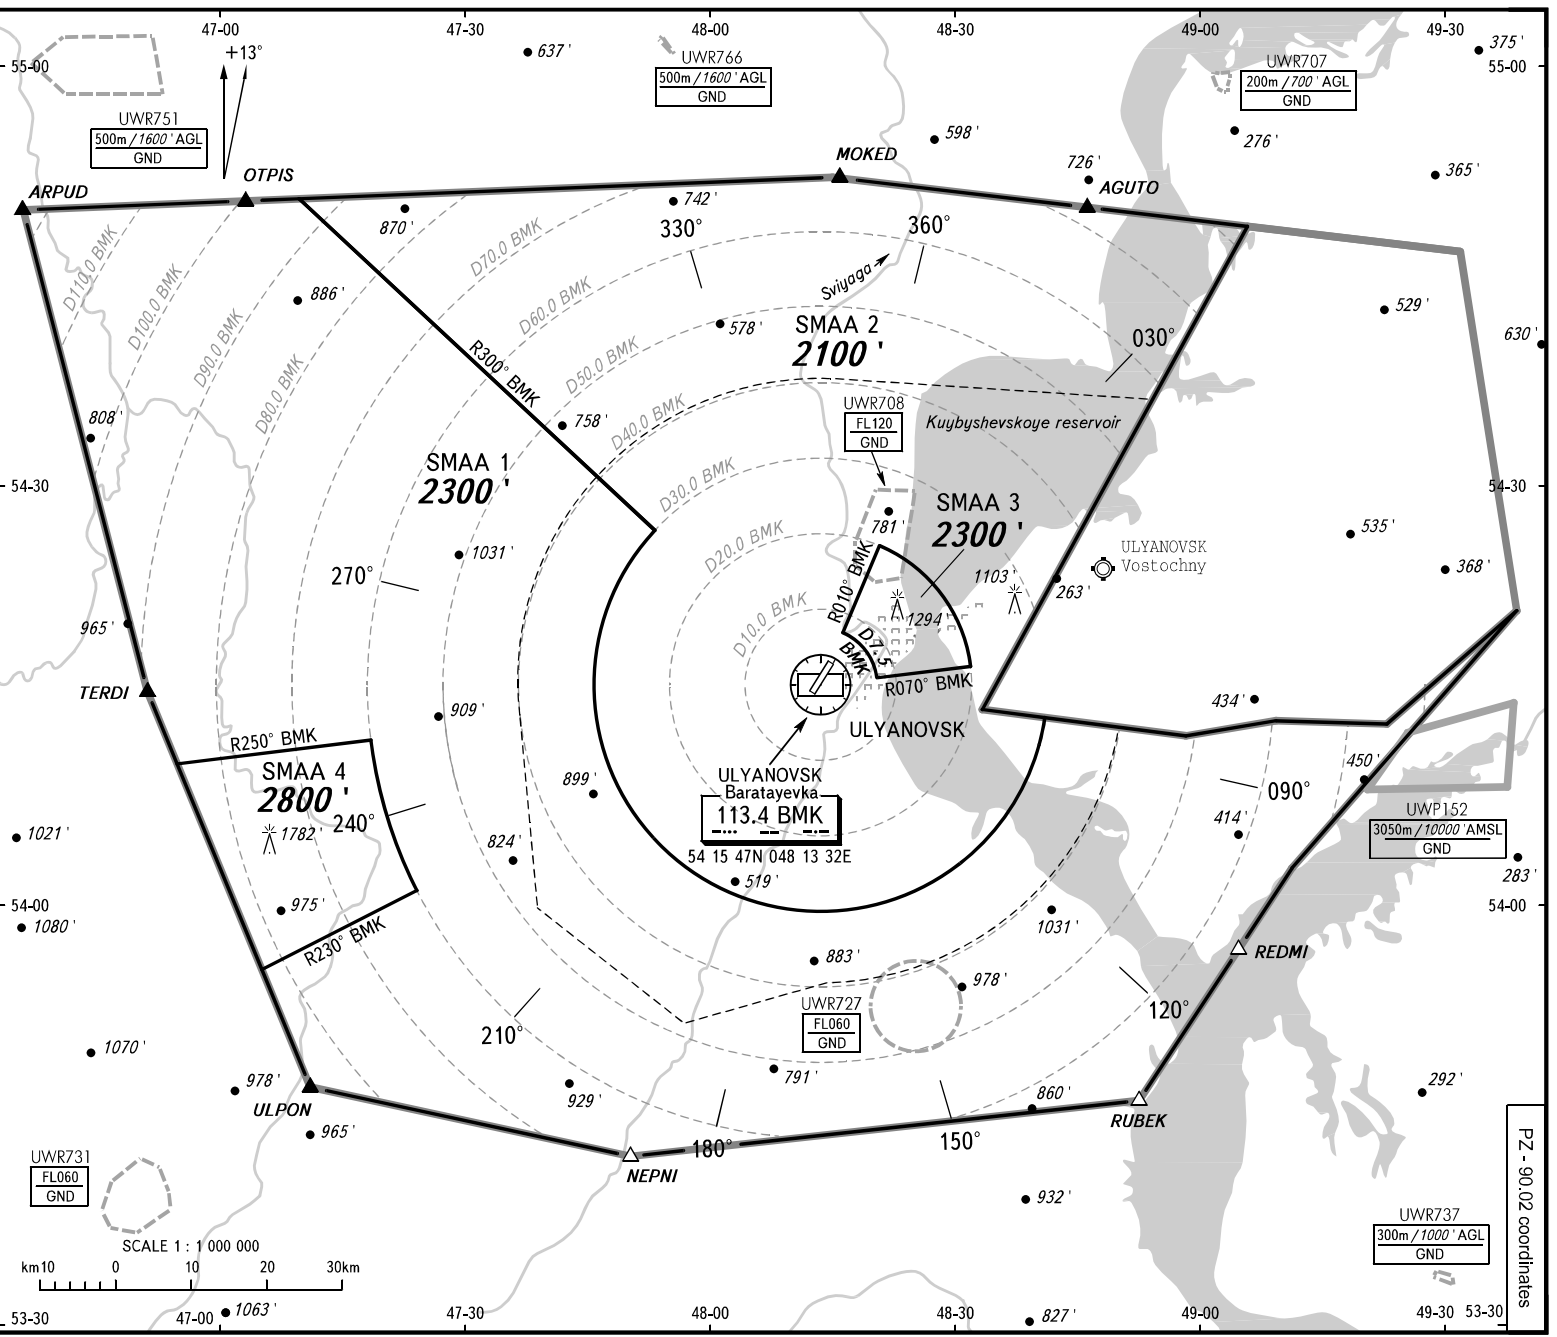 47-00
47-30
48-00
48-30
49-00
49-30
55-00
55-00
+13°
637 '
375 '
UWR766
500m / 1600 ' AGL
GND
UWR707
200m / 700 ' AGL
GND
UWR751
500m / 1600 ' AGL
GND
598 '
276 '
365 '
726 '
MOKED
OTPIS
ARPUD
AGUTO
742 '
870 '
330°
360°
D110.0 BMK
D100.0 BMK
D90.0 BMK
D80.0 BMK
D70.0 BMK
D60.0 BMK
D50.0 BMK
D40.0 BMK
D30.0 BMK
D20.0 BMK
D10.0 BMK
Sviyaga
886 '
578 '
529 '
630 '
SMAA 2
2100 '
030°
R300° BMK
758 '
808 '
UWR708
FL120
GND
Kuybyshevskoye reservoir
SMAA 1
2300 '
54-30
54-30
SMAA 3
2300 '
781 '
535 '
1031 '
ULYANOVSK
Vostochny
368 '
270°
1103 '
263 '
R010° BMK
1294 '
965 '
D 7.5
BMK
R070° BMK
TERDI
909 '
434 '
ULYANOVSK
R250° BMK
SMAA 4
2800 '
1782 '
240°
899 '
ULYANOVSK
Baratayevka
113.4 BMK
54 15 47N 048 13 32E
450 '
090°
414 '
UWP152
3050m / 10000 'AMSL
GND
283 '
1021 '
824 '
519 '
975 '
54-00
54-00
1080 '
R230° BMK
1031 '
883 '
978 '
REDMI
UWR727
FL060
GND
120°
210°
1070 '
978 '
791 '
929 '
860 '
292 '
ULPON
965 '
RUBEK
180°
150°
NEPNI
UWR731
FL060
GND
932 '
UWR737
300m / 1000 ' AGL
GND
PZ - 90.02 coordinates
SCALE 1 : 1 000 000
km10
0
10
20
30km
1063 '
827 '
53-30
47-00
47-30
48-00
48-30
49-00
49-30
53-30